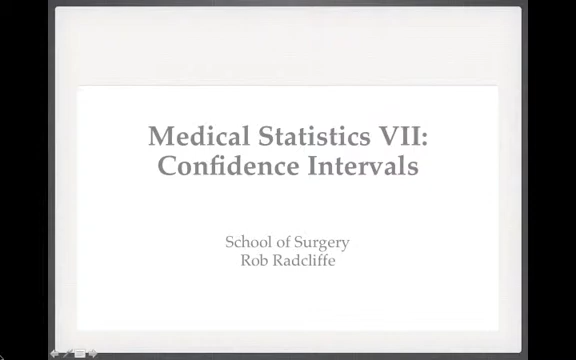 Medical Statistics VII:
Confidence Intervals
School of Surgery
Rob Radcliffe